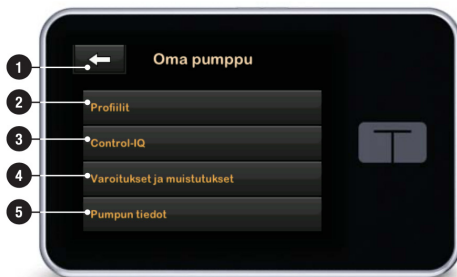 Oma pumppu
1
2
Profiilit
3
Control-IQ
4
Varoitukset ja muistutukset
5
Pumpun tiedot